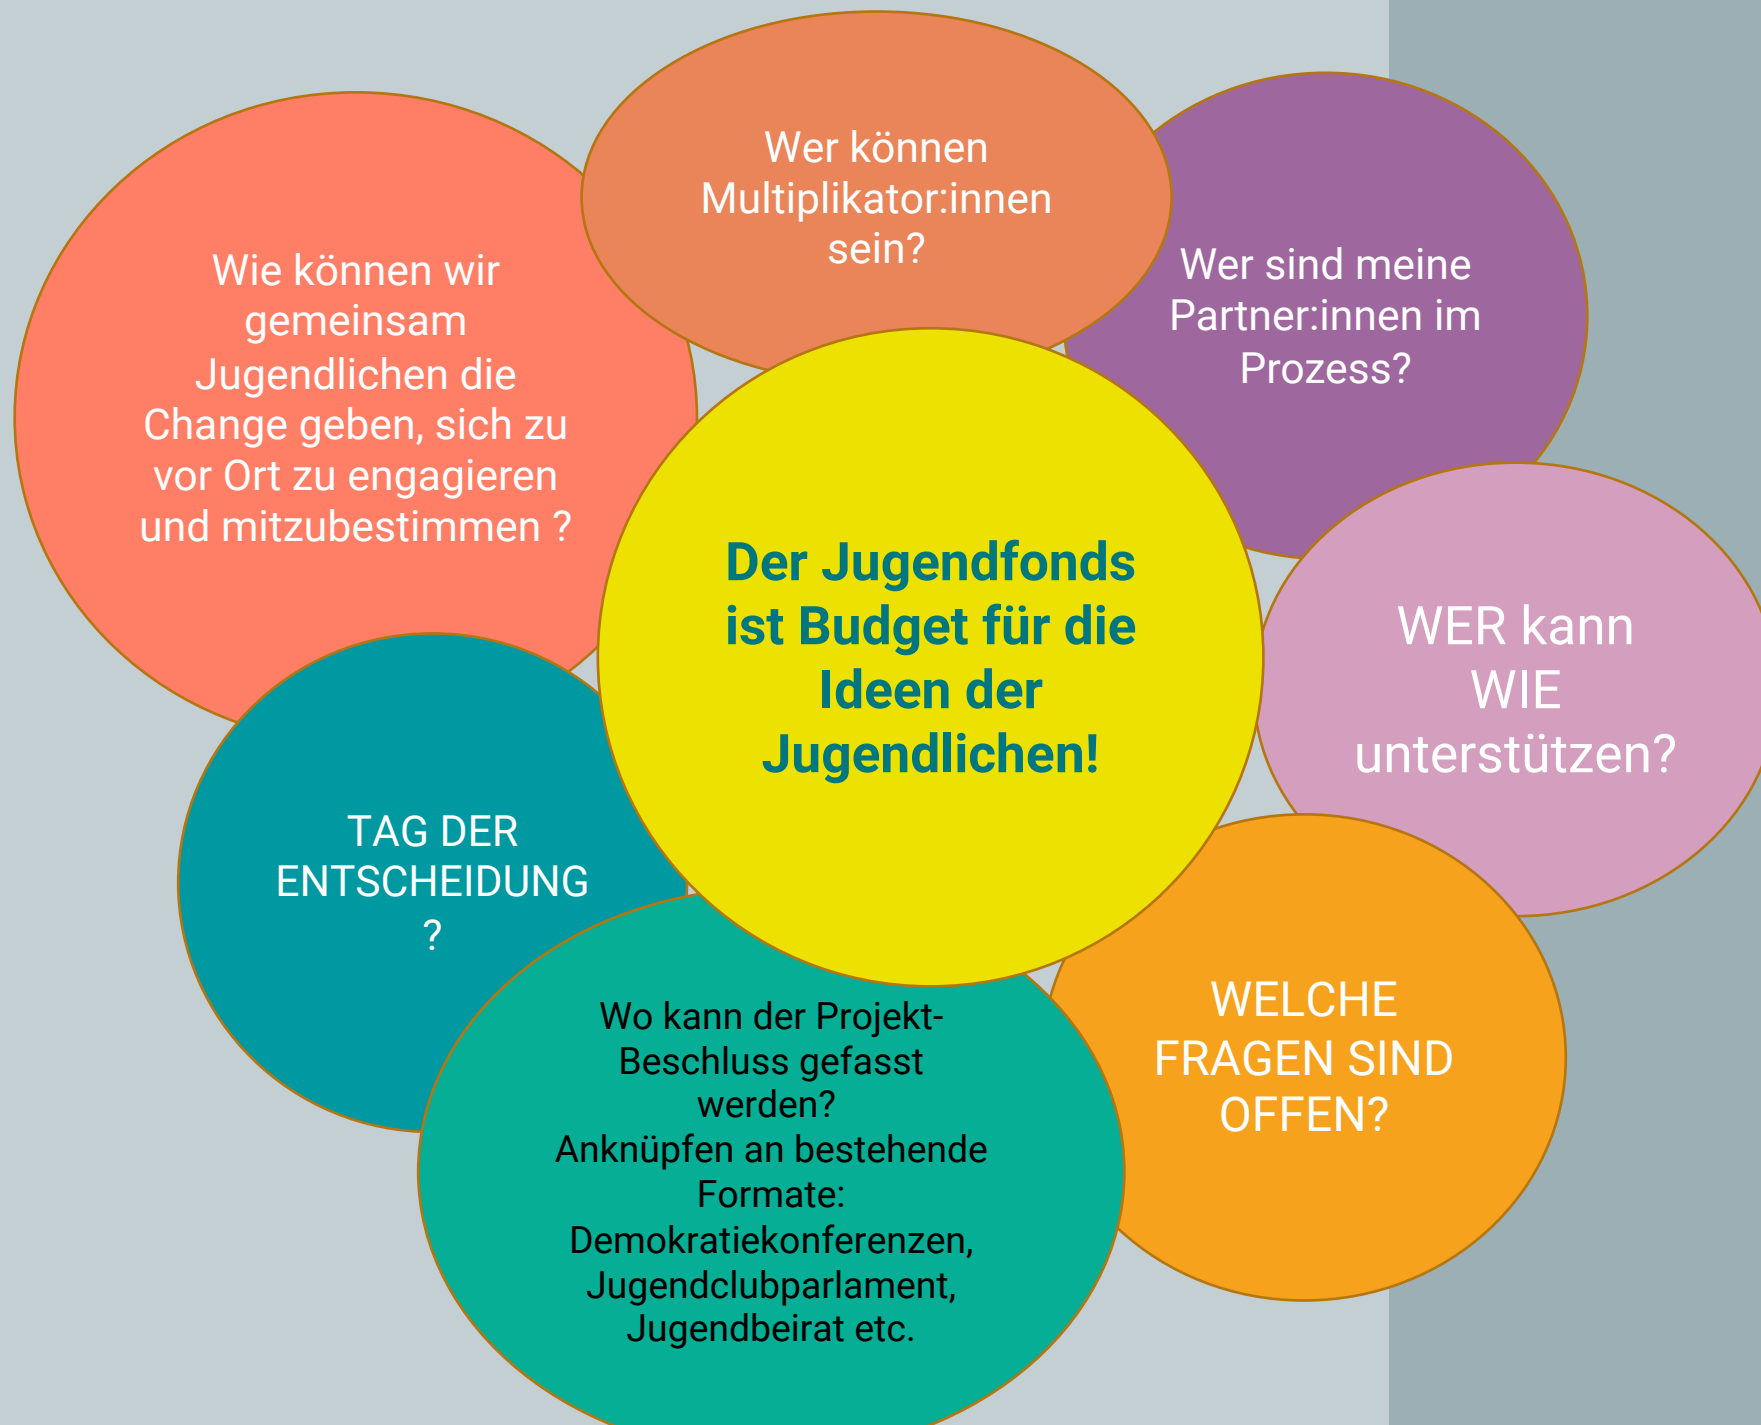 Wer können
Multiplikator:innen
sein?
Wie können wir
gemeinsam
Jugendlichen die
Change geben, sich zu
vor Ort zu engagieren
und mitzubestimmen ?
Wer sind meine
Partner:innen im
Prozess?
Der Jugendfonds
ist Budget für die
Ideen der
Jugendlichen!
WER kann
WIE
unterstützen?
TAG DER
ENTSCHEIDUNG
?
WELCHE
FRAGEN SIND
OFFEN?
Wo kann der Projekt-
Beschluss gefasst
werden?
Anknüpfen an bestehende
Formate:
Demokratiekonferenzen,
Jugendclubparlament,
Jugendbeirat etc.